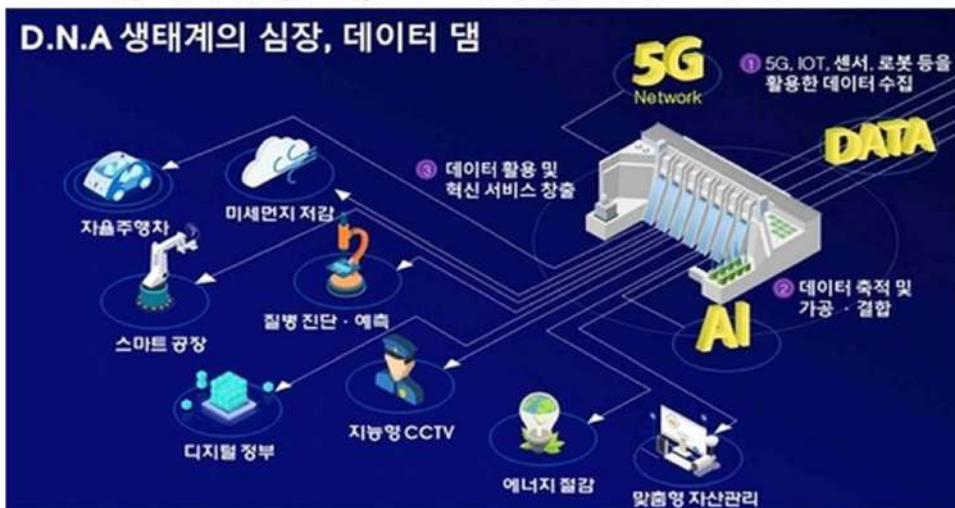 D.N.A 생태계의 심장, 데이터 댐
5G
Network
① 5G, IOT, 센서, 로봇 등을
활용한 데이터 수집
DATA
③ 데이터 활용 및
혁신 서비스 창출
자율주행차
미세먼지 저감
② 데이터 축적 및
가공 · 결합
AI
스마트 공장
질병 진단 · 예측
디지털 정부
지능형 CCTV
에너지 절감
맞춤형 자산관리